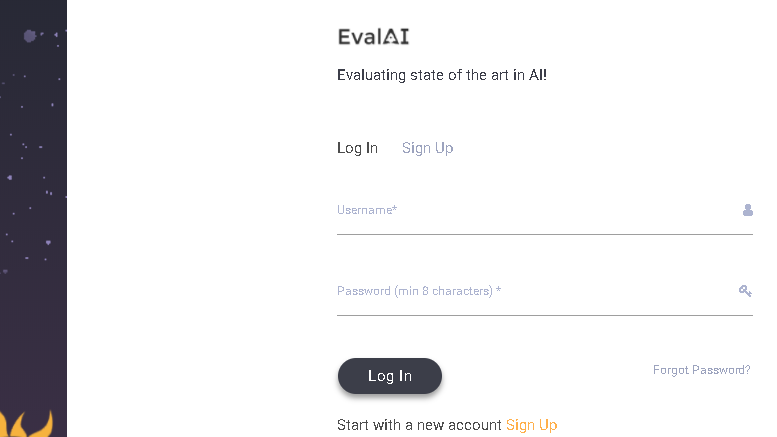 EvalAI
Evaluating state of the art in AI!
Log In Sign Up
Username*
Password (min 8 characters) *
Log In Forgot Password?
Start with a new account Sign Up